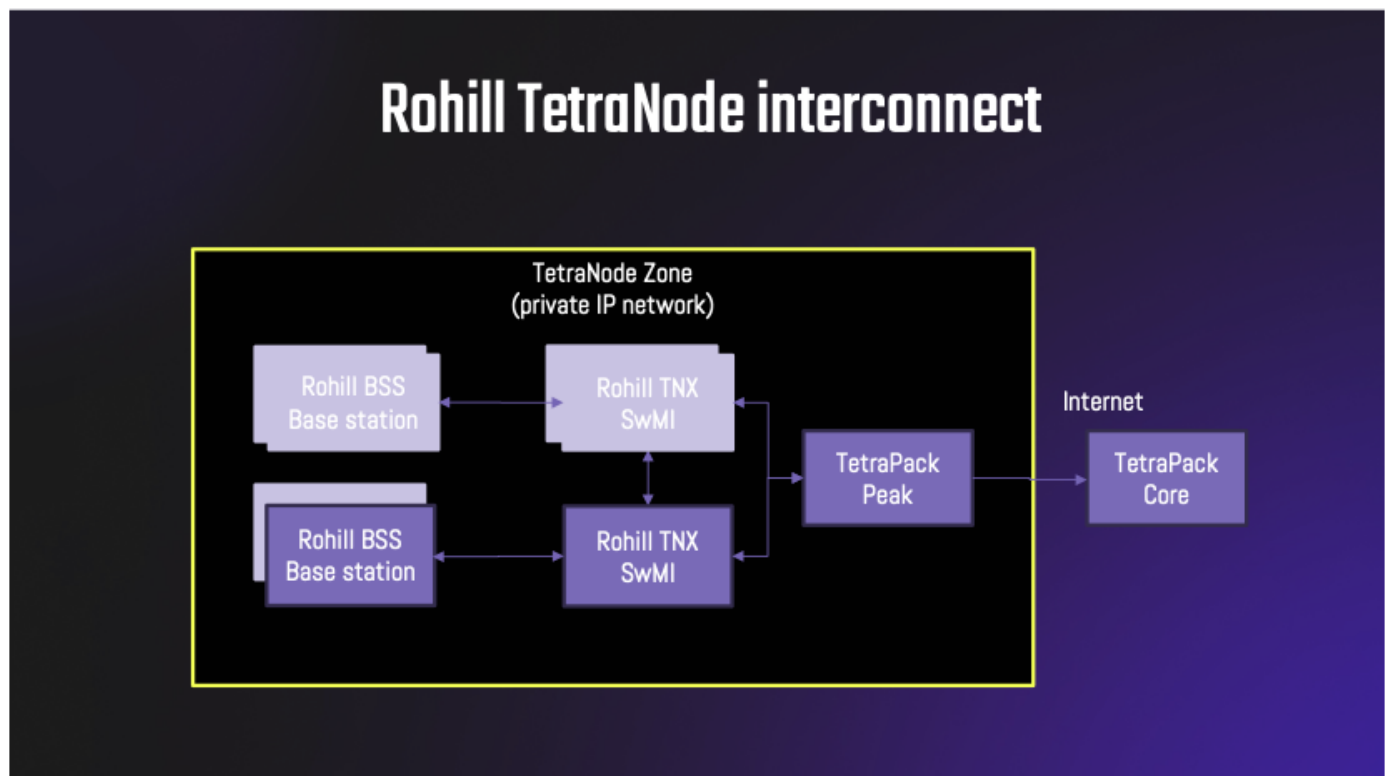 Rohill TetraNode interconnect
TetraNode Zone
(private IP network)
Rohill BSS
Base station
Rohill TNX
SwMI
Internet
TetraPack
Peak
TetraPack
Core
Rohill BSS
Base station
Rohill TNX
SwMI